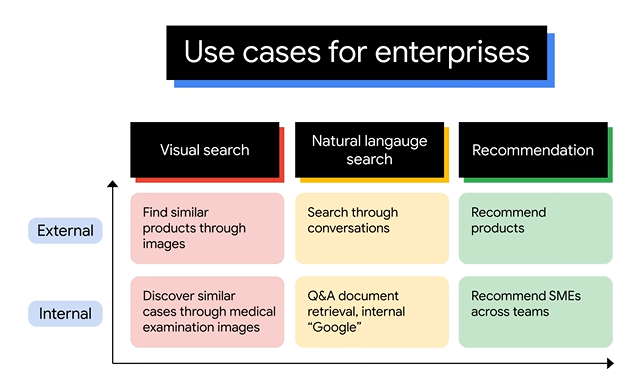 Use cases for enterprises
Visual search
Natural langauge
search
Recommendation
External
Find similar
products through
images
Search through
conversations
Recommend
products
Internal
Discover similar
cases through medical
examination images
Q&A document
retrieval, internal
“Google”
Recommend SMEs
across teams